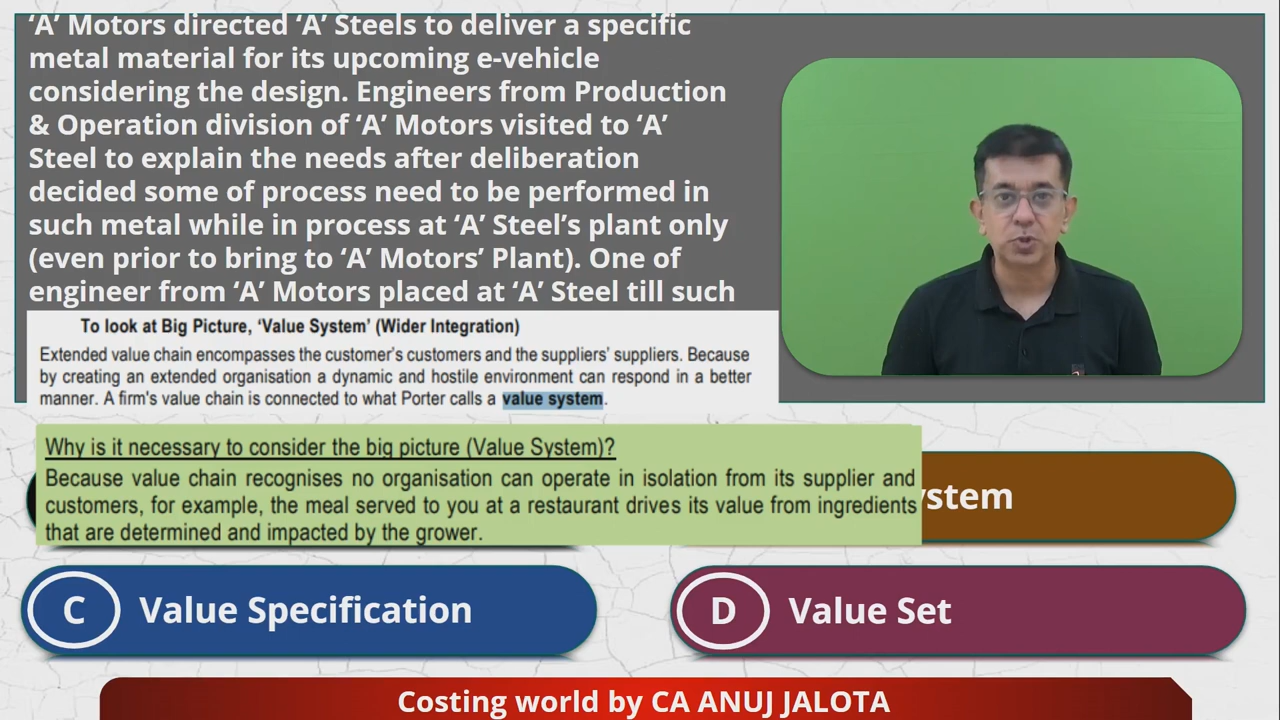 ‘A’ Motors directed ‘A’ Steels to deliver a specific
metal material for its upcoming e-vehicle
considering the design. Engineers from Production
& Operation division of ‘A’ Motors visited to ‘A’
Steel to explain the needs after deliberation
decided some of process need to be performed in
such metal while in process at ‘A’ Steel’s plant only
(even prior to bring to ‘A’ Motors’ Plant). One of
engineer from ‘A’ Motors placed at ‘A’ Steel till such
To look at Big Picture, ‘Value System’ (Wider Integration)
Extended value chain encompasses the customer’s customers and the suppliers’ suppliers. Because
by creating an extended organisation a dynamic and hostile environment can respond in a better
manner. A firm's value chain is connected to what Porter calls a value system.
Why is it necessary to consider the big picture (Value System)?
Because value chain recognises no organisation can operate in isolation from its supplier and
customers, for example, the meal served to you at a restaurant drives its value from ingredients
that are determined and impacted by the grower.
ystem
C Value Specification
D Value Set
Costing world by CA ANUJ JALOTA